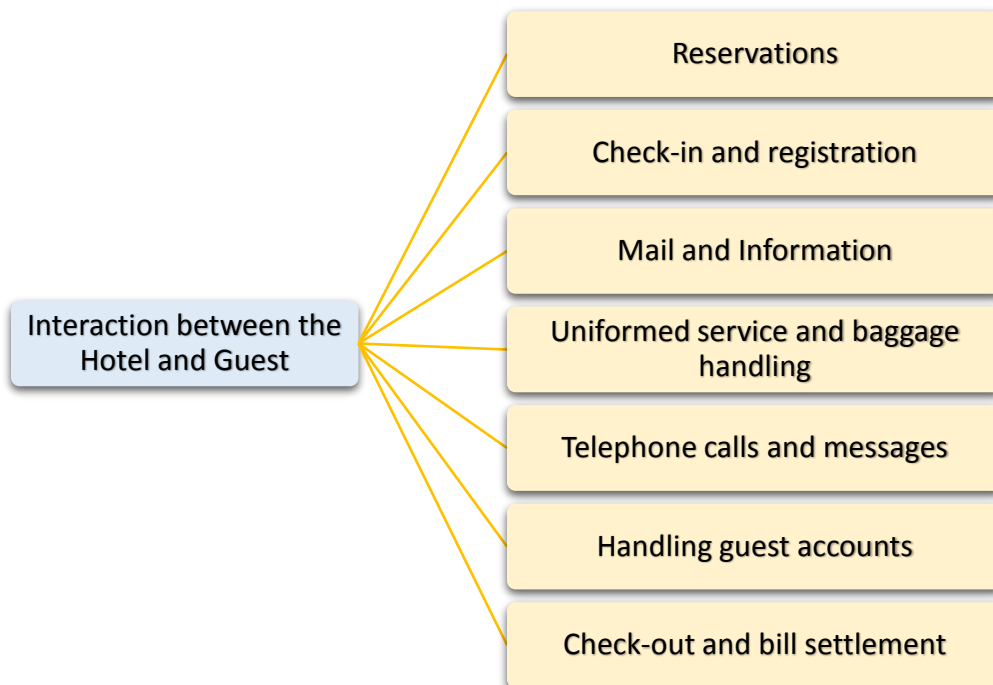 Reservations
Check-in and registration
Mail and Information
Interaction between the
Hotel and Guest
Uniformed service and baggage
handling
Telephone calls and messages
Handling guest accounts
Check-out and bill settlement